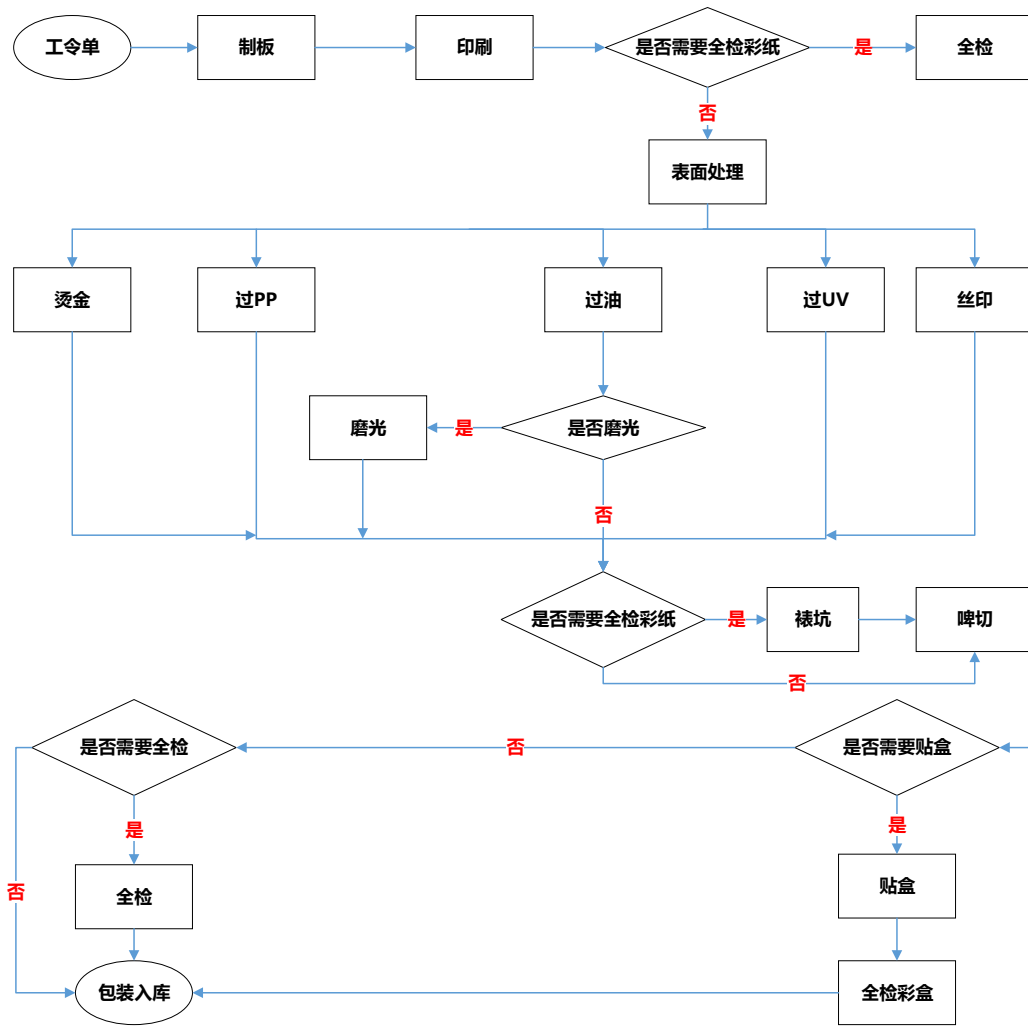 工令单
制板
印刷
是否需要全检彩纸
是
全检
否
表面处理
烫金
过PP
过油
过UV
丝印
磨光
是
是否磨光
否
是否需要全检彩纸
是
裱坑
啤切
否
是否需要全检
否
是否需要贴盒
是
是
否
全检
贴盒
包装入库
全检彩盒